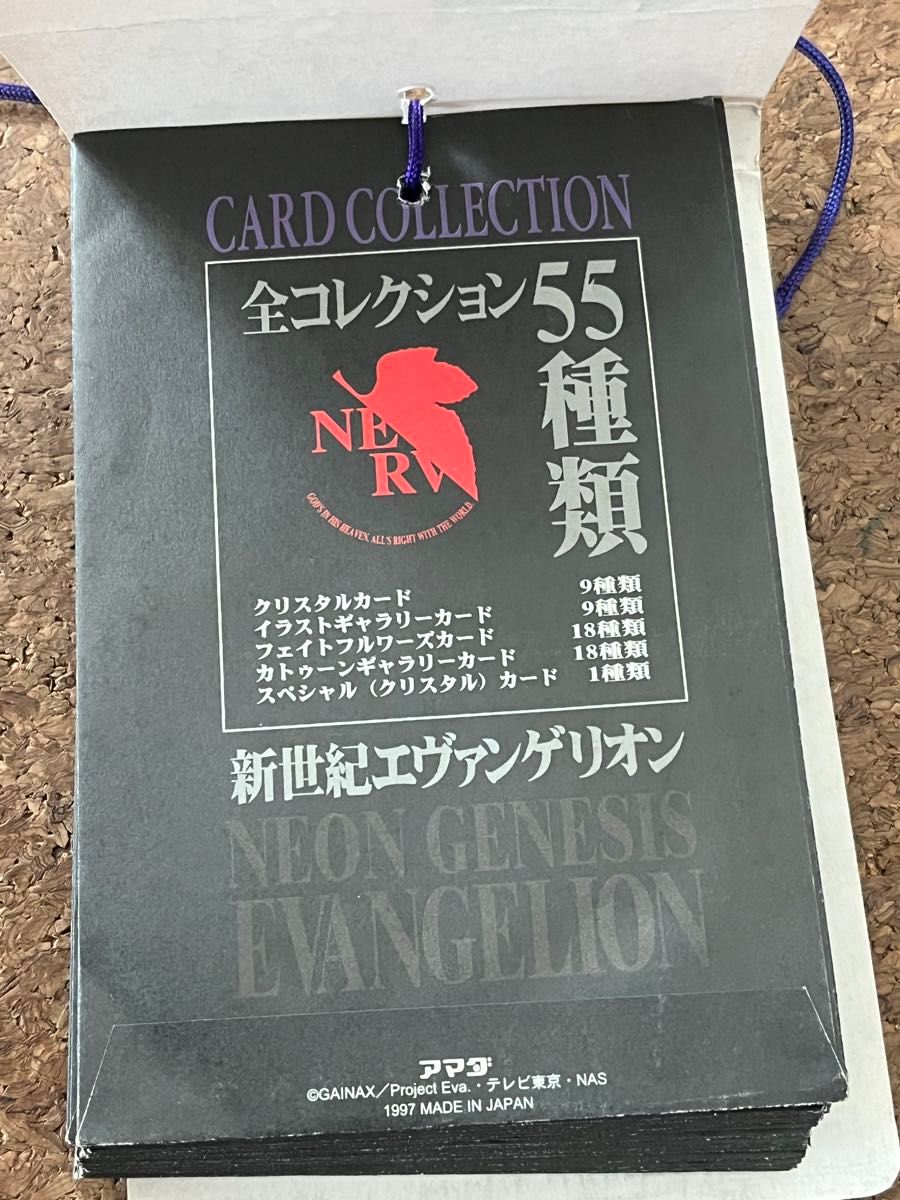 CARD COLLECTION
全コレクション55種類
NERV
GOD'S IN HIS HEAVEN. ALL'S RIGHT WITH THE WORLD.
クリスタルカード 9種類
イラストギャラリーカード 9種類
フェイトフルワーズカード 18種類
カトゥーンギャラリーカード 18種類
スペシャル（クリスタル）カード 1種類
新世紀エヴァンゲリオン
NEON GENESIS
EVANGELION
アマダ
©GAINAX／Project Eva.・テレビ東京・NAS
1997 MADE IN JAPAN